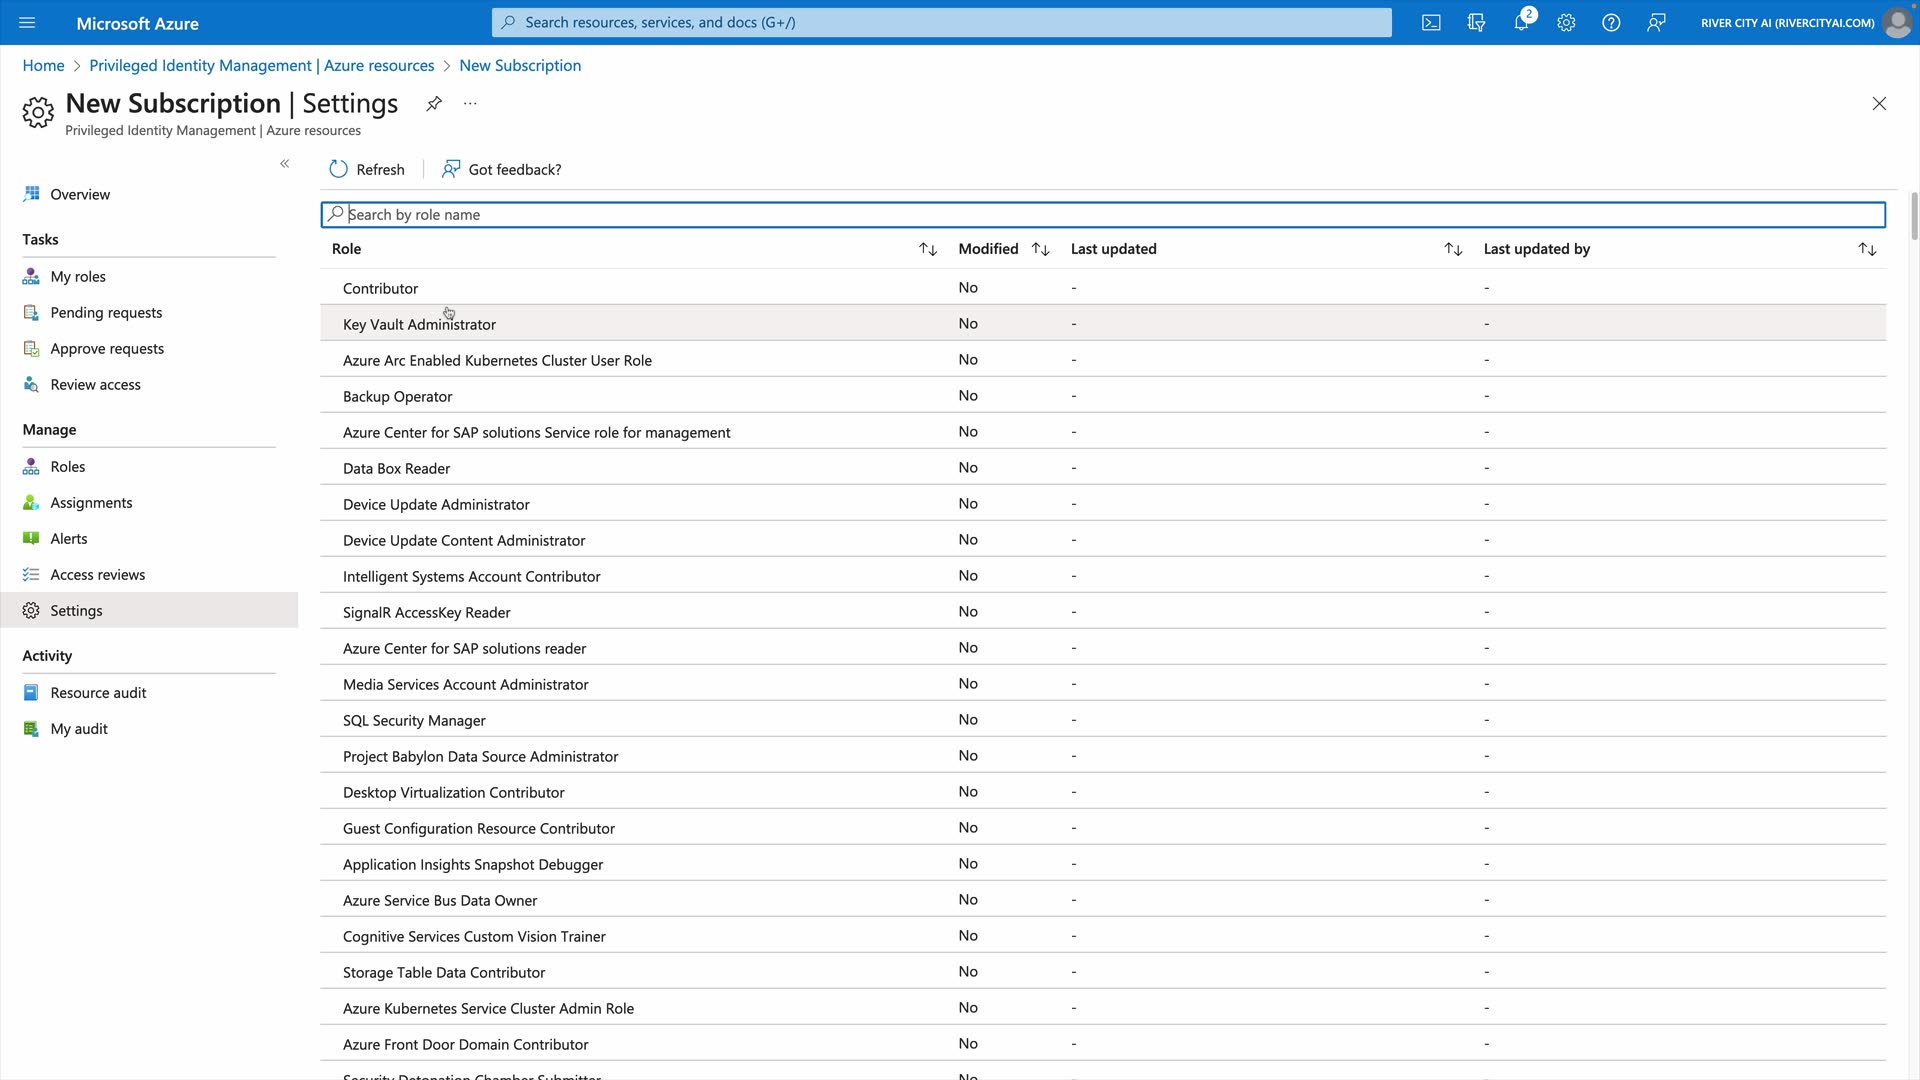 Microsoft Azure
Search resources, services, and docs (G+/)
2
RIVER CITY AI (RIVERCITYAI.COM)
Home > Privileged Identity Management | Azure resources > New Subscription
New Subscription | Settings
Privileged Identity Management | Azure resources
Refresh
Got feedback?
Overview
Tasks
My roles
Pending requests
Approve requests
Review access
Manage
Roles
Assignments
Alerts
Access reviews
Settings
Activity
Resource audit
My audit
Search by role name
Role Modified Last updated Last updated by
Contributor No - -
Key Vault Administrator No - -
Azure Arc Enabled Kubernetes Cluster User Role No - -
Backup Operator No - -
Azure Center for SAP solutions Service role for management No - -
Data Box Reader No - -
Device Update Administrator No - -
Device Update Content Administrator No - -
Intelligent Systems Account Contributor No - -
SignalR AccessKey Reader No - -
Azure Center for SAP solutions reader No - -
Media Services Account Administrator No - -
SQL Security Manager No - -
Project Babylon Data Source Administrator No - -
Desktop Virtualization Contributor No - -
Guest Configuration Resource Contributor No - -
Application Insights Snapshot Debugger No - -
Azure Service Bus Data Owner No - -
Cognitive Services Custom Vision Trainer No - -
Storage Table Data Contributor No - -
Azure Kubernetes Service Cluster Admin Role No - -
Azure Front Door Domain Contributor No - -
Security Detonation Chamber Submitter No